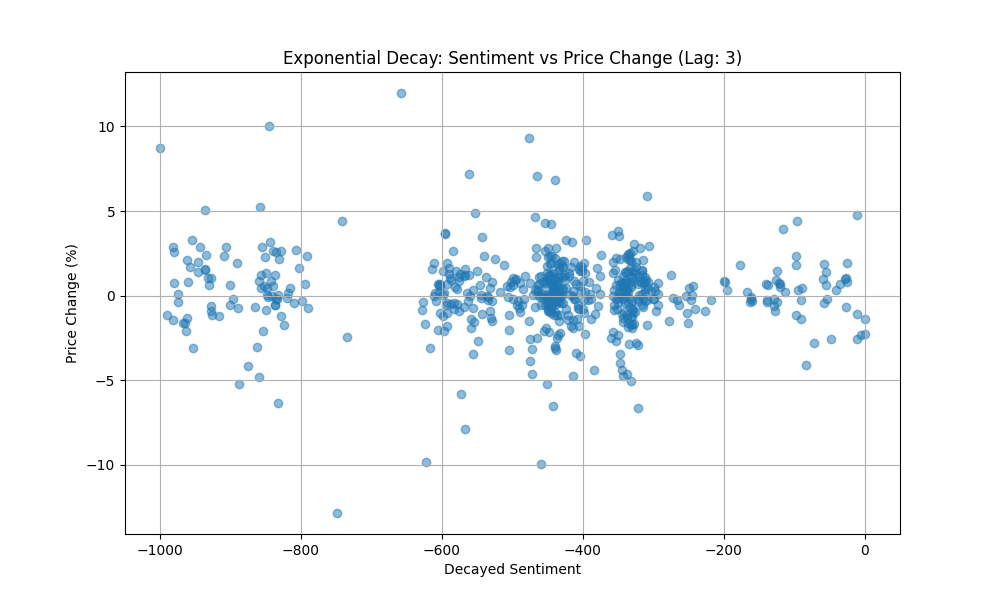 Exponential Decay: Sentiment vs Price Change (Lag: 3)
10
5
0
−5
−10
Price Change (%)
−1000 −800 −600 −400 −200 0
Decayed Sentiment